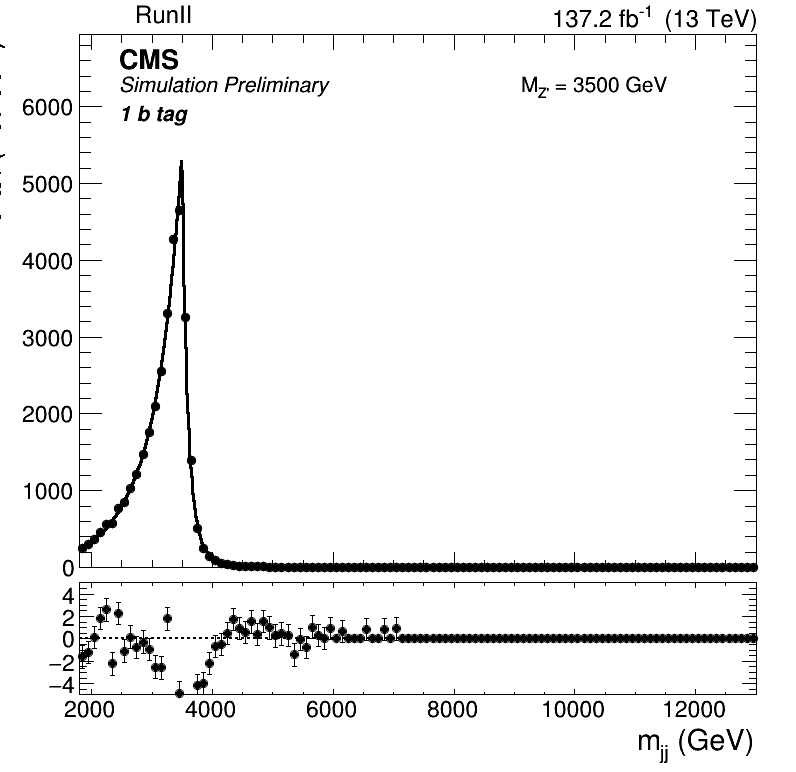 RunII
137.2 fb⁻¹ (13 TeV)
CMS
Simulation Preliminary
M_Z' = 3500 GeV
1 b tag
6000
5000
4000
3000
2000
1000
0
4
2
0
−2
−4
2000 4000 6000 8000 10000 12000
m_jj (GeV)